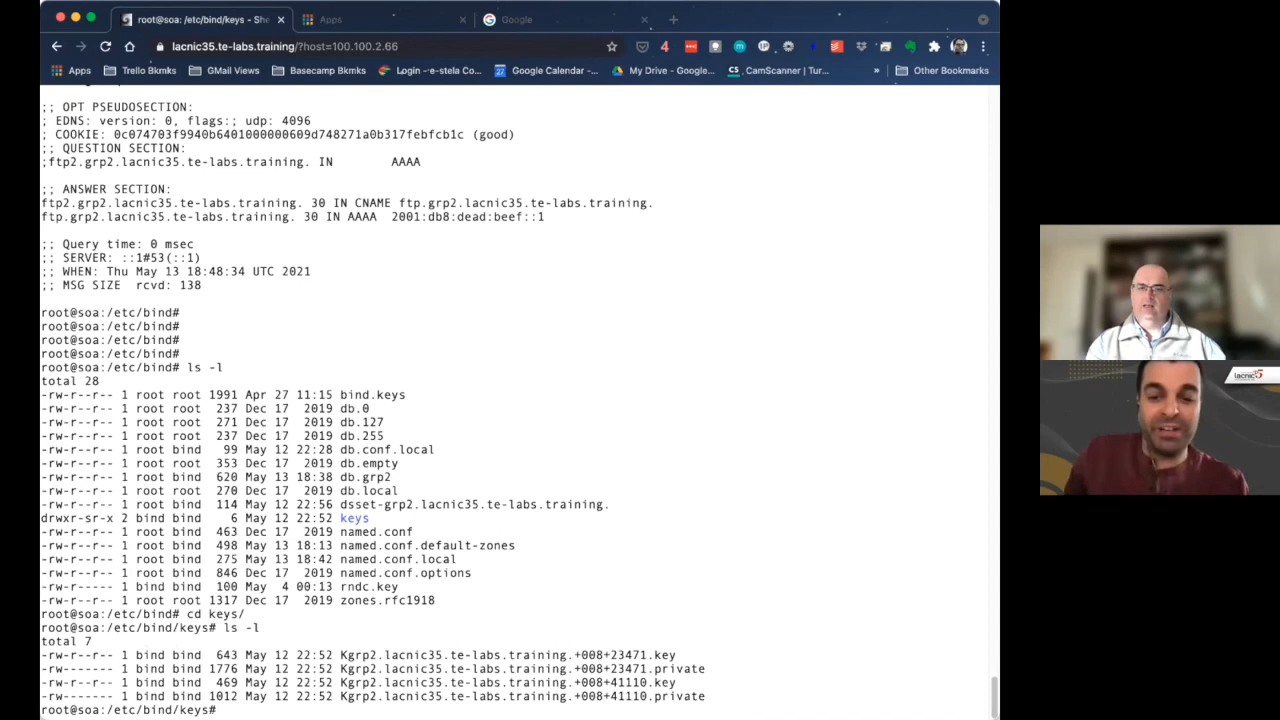 root@soa: /etc/bind/keys - She
Apps
Google
lacnic35.te-labs.training/?host=100.100.2.66
Apps
Trello Bkmks
GMail Views
Basecamp Bkmks
Login - e-stela Co...
Google Calendar -...
My Drive - Google...
CamScanner | Tur...
»
Other Bookmarks
;; OPT PSEUDOSECTION:
; EDNS: version: 0, flags:; udp: 4096
; COOKIE: 0c074703f9940b6401000000609d748271a0b317febfcb1c (good)
;; QUESTION SECTION:
;ftp2.grp2.lacnic35.te-labs.training. IN AAAA
;; ANSWER SECTION:
ftp2.grp2.lacnic35.te-labs.training. 30 IN CNAME ftp.grp2.lacnic35.te-labs.training.
ftp.grp2.lacnic35.te-labs.training. 30 IN AAAA 2001:db8:dead:beef::1
;; Query time: 0 msec
;; SERVER: ::1#53(::1)
;; WHEN: Thu May 13 18:48:34 UTC 2021
;; MSG SIZE rcvd: 138
root@soa:/etc/bind#
root@soa:/etc/bind#
root@soa:/etc/bind#
root@soa:/etc/bind#
root@soa:/etc/bind# ls -l
total 28
-rw-r--r-- 1 root root 1991 Apr 27 11:15 bind.keys
-rw-r--r-- 1 root root 237 Dec 17 2019 db.0
-rw-r--r-- 1 root root 271 Dec 17 2019 db.127
-rw-r--r-- 1 root root 237 Dec 17 2019 db.255
-rw-r--r-- 1 root bind 99 May 12 22:28 db.conf.local
-rw-r--r-- 1 root root 353 Dec 17 2019 db.empty
-rw-r--r-- 1 root bind 620 May 13 18:38 db.grp2
-rw-r--r-- 1 root root 270 Dec 17 2019 db.local
-rw-r--r-- 1 root bind 114 May 12 22:56 dsset-grp2.lacnic35.te-labs.training.
drwxr-sr-x 2 bind bind 6 May 12 22:52 keys
-rw-r--r-- 1 root bind 463 Dec 17 2019 named.conf
-rw-r--r-- 1 root bind 498 May 13 18:13 named.conf.default-zones
-rw-r--r-- 1 root bind 275 May 13 18:42 named.conf.local
-rw-r--r-- 1 root bind 846 Dec 17 2019 named.conf.options
-rw-r----- 1 bind bind 100 May 4 00:13 rndc.key
-rw-r--r-- 1 root root 1317 Dec 17 2019 zones.rfc1918
root@soa:/etc/bind# cd keys/
root@soa:/etc/bind/keys# ls -l
total 7
-rw-r--r-- 1 bind bind 643 May 12 22:52 Kgrp2.lacnic35.te-labs.training.+008+23471.key
-rw------- 1 bind bind 1776 May 12 22:52 Kgrp2.lacnic35.te-labs.training.+008+23471.private
-rw-r--r-- 1 bind bind 469 May 12 22:52 Kgrp2.lacnic35.te-labs.training.+008+41110.key
-rw------- 1 bind bind 1012 May 12 22:52 Kgrp2.lacnic35.te-labs.training.+008+41110.private
root@soa:/etc/bind/keys#
lacnic35